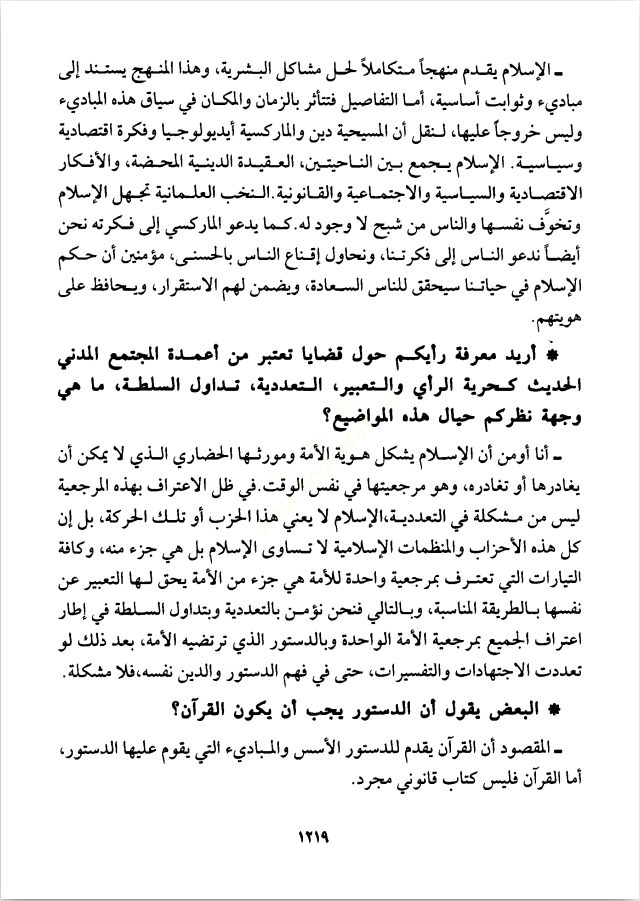 ـ الإسلام يقدم منهجاً متكاملاً لحل مشاكل البشرية، وهذا المنهج يستند إلى
مباديء وثوابت أساسية، أما التفاصيل فتتأثر بالزمان والمكان في سياق هذه المباديء
وليس خروجاً عليها، لنقل أن المسيحية دين والماركسية أيديولوجيا وفكرة اقتصادية
وسياسية. الإسلام يجمع بين الناحيتين، العقيدة الدينية المحضة، والأفكار
الاقتصادية والسياسية والاجتماعية والقانونية.النخب العلمانية تجهل الإسلام
وتخوَّف نفسها والناس من شبح لا وجود له.كما يدعو الماركسي إلى فكرته نحن
أيضاً ندعو الناس إلى فكرتنا، ونحاول إقناع الناس بالحسنى، مؤمنين أن حكم
الإسلام في حياتنا سيحقق للناس السعادة، ويضمن لهم الاستقرار، ويحافظ على
هويتهم.
* أريد معرفة رأيكم حول قضايا تعتبر من أعمدة المجتمع المدني
الحديث كحرية الرأي والتعبير، التعددية، تداول السلطة، ما هي
وجهة نظركم حيال هذه المواضيع؟
ـ أنا أومن أن الإسلام يشكل هوية الأمة ومورثها الحضاري الذي لا يمكن أن
يغادرها أو تغادره، وهو مرجعيتها في نفس الوقت.في ظل الاعتراف بهذه المرجعية
ليس من مشكلة في التعددية،الإسلام لا يعني هذا الحزب أو تلك الحركة، بل إن
كل هذه الأحزاب والمنظمات الإسلامية لا تساوى الإسلام بل هي جزء منه، وكافة
التيارات التي تعترف بمرجعية واحدة للأمة هي جزء من الأمة يحق لها التعبير عن
نفسها بالطريقة المناسبة، وبالتالي فنحن نؤمن بالتعددية وبتداول السلطة في إطار
اعتراف الجميع بمرجعية الأمة الواحدة وبالدستور الذي ترتضيه الأمة، بعد ذلك لو
تعددت الاجتهادات والتفسيرات، حتى في فهم الدستور والدين نفسه،فلا مشكلة.
* البعض يقول أن الدستور يجب أن يكون القرآن؟
ـ المقصود أن القرآن يقدم للدستور الأسس والمباديء التي يقوم عليها الدستور،
أما القرآن فليس كتاب قانوني مجرد.
١٢١٩